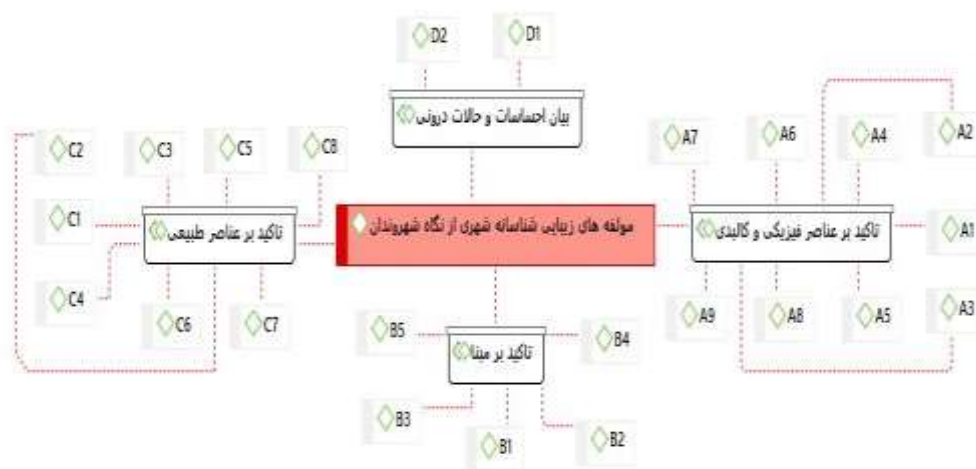 D2
D1
بیان احساسات و حالات درونی
C2
C3
C5
C8
A7
A6
A4
A2
C1
تاکید بر عناصر طبیعی
مولفه های زیبایی شناسانه شهری از نگاه شهروندان
تاکید بر عناصر فیزیکی و کالبدی
A1
C4
C6
C7
A9
A8
A5
A3
B5
تاکید بر مبنا
B4
B3
B1
B2